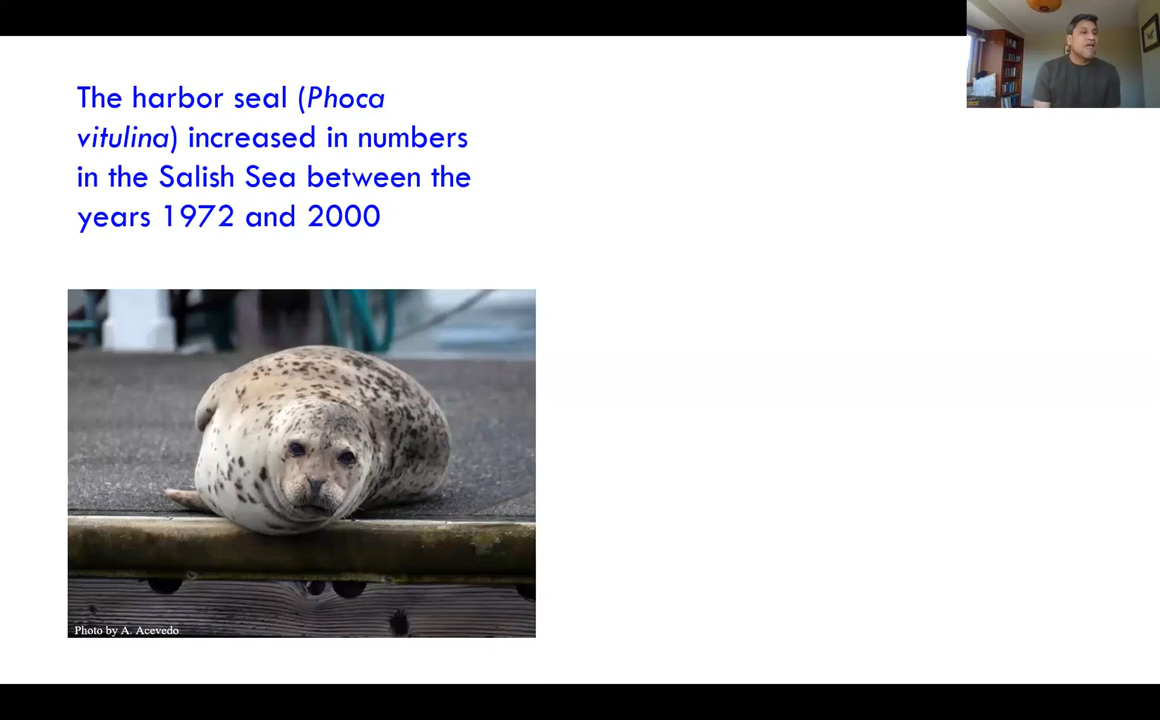 The harbor seal (Phoca
vitulina) increased in numbers
in the Salish Sea between the
years 1972 and 2000
Photo by A. Acevedo